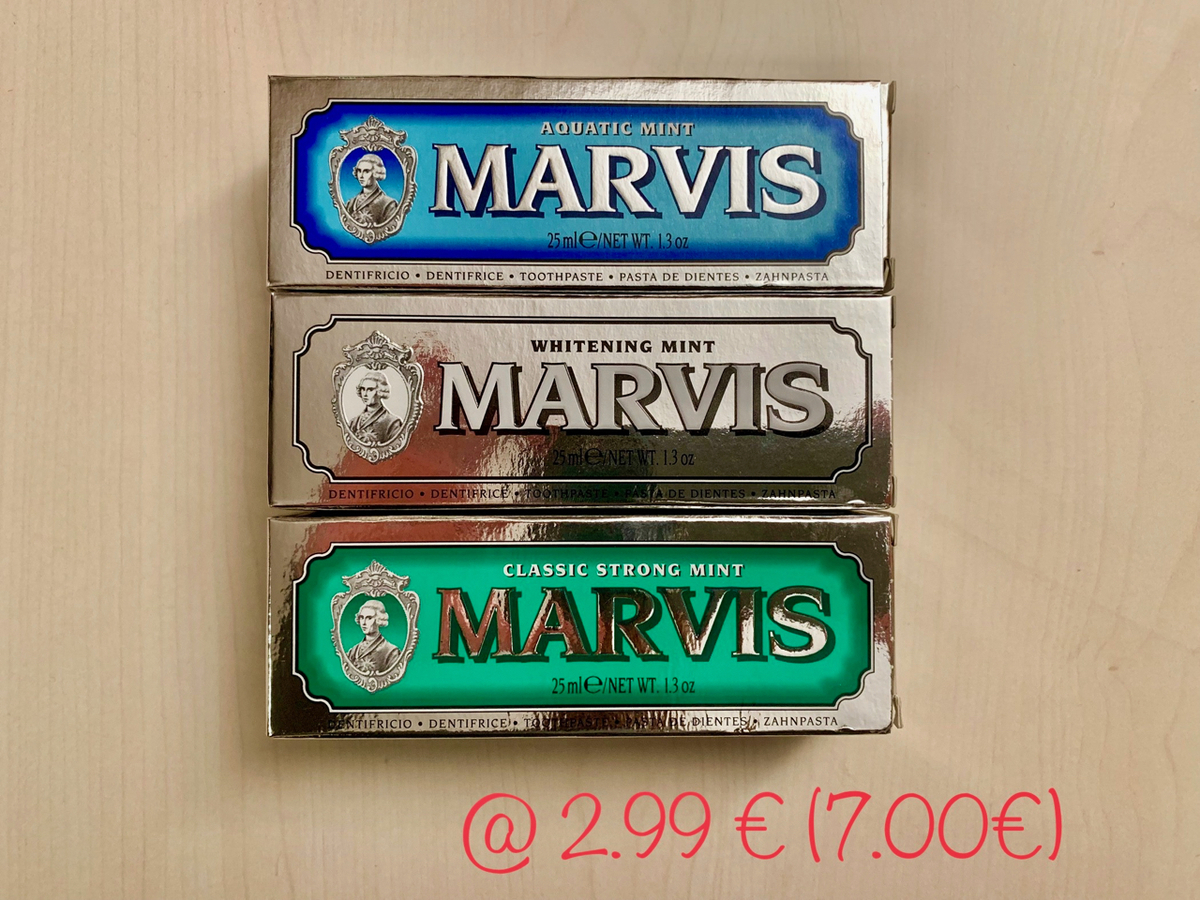 AQUATIC MINT
MARVIS
25 ml℮/NET WT. 1.3 oz
DENTIFRICIO • DENTIFRICE • TOOTHPASTE • PASTA DE DIENTES • ZAHNPASTA
WHITENING MINT
MARVIS
25 ml℮/NET WT. 1.3 oz
DENTIFRICIO • DENTIFRICE • TOOTHPASTE • PASTA DE DIENTES • ZAHNPASTA
CLASSIC STRONG MINT
MARVIS
25 ml℮/NET WT. 1.3 oz
DENTIFRICIO • DENTIFRICE • TOOTHPASTE • PASTA DE DIENTES • ZAHNPASTA
@ 2.99 € (7.00€)